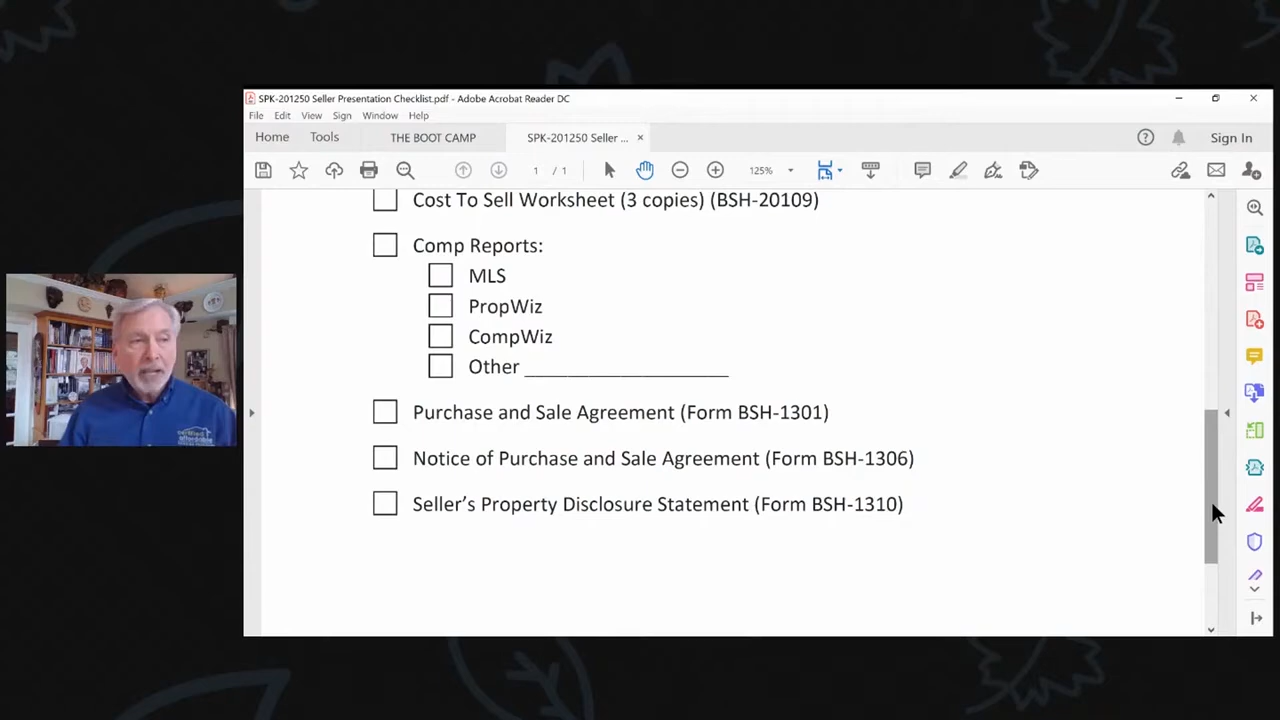 SPK-201250 Seller Presentation Checklist.pdf - Adobe Acrobat Reader DC
File Edit View Sign Window Help
Home Tools THE BOOT CAMP SPK-201250 Seller ... × Sign In
1 / 1 125%
Cost To Sell Worksheet (3 copies) (BSH-20109)
Comp Reports:
MLS
PropWiz
CompWiz
Other ____________________
Purchase and Sale Agreement (Form BSH-1301)
Notice of Purchase and Sale Agreement (Form BSH-1306)
Seller’s Property Disclosure Statement (Form BSH-1310)
certified
affordable